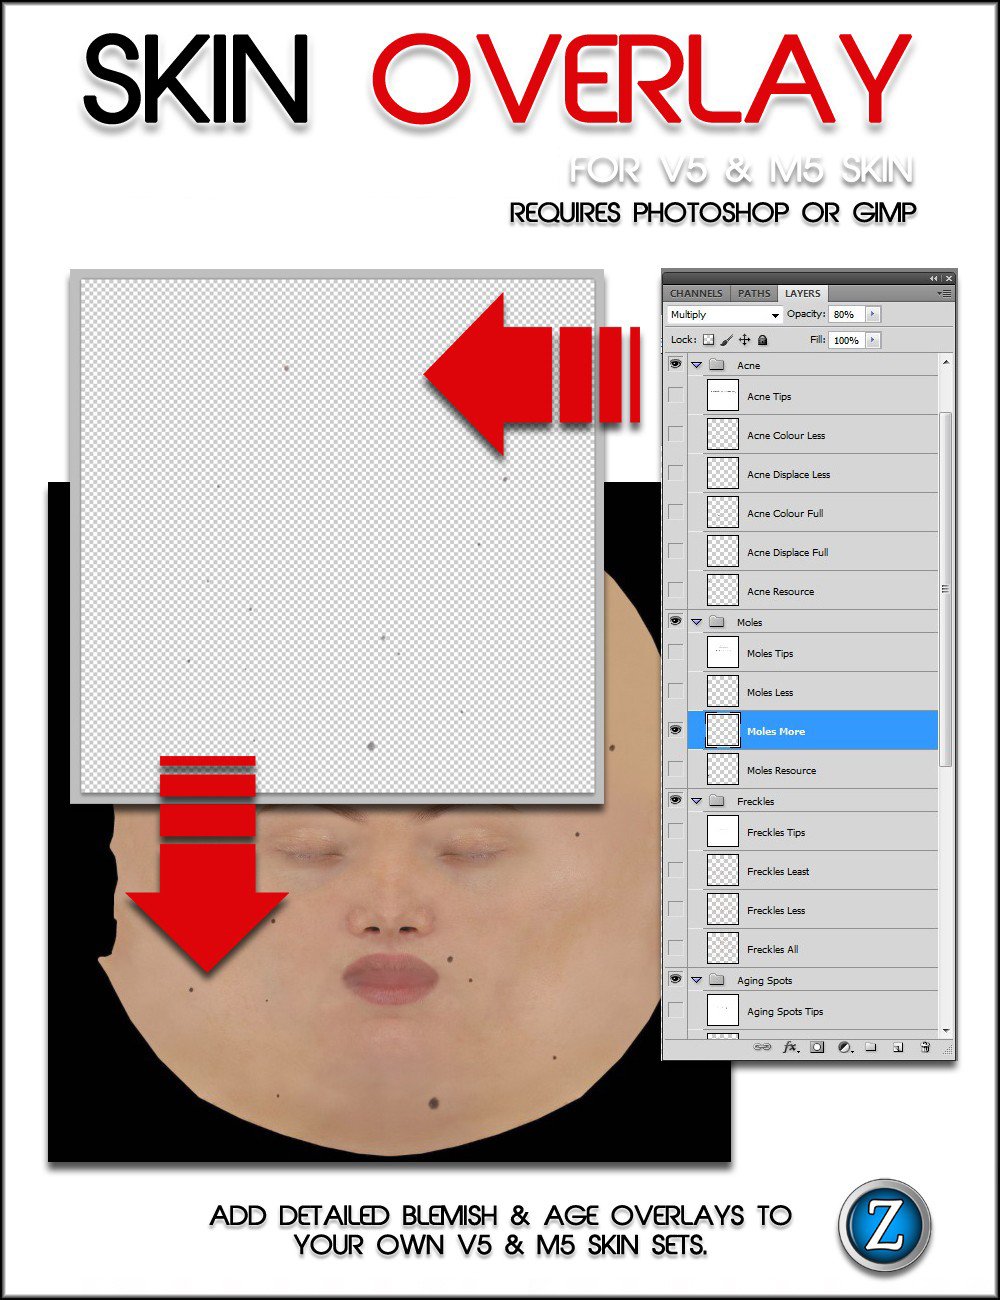 SKIN OVERLAY
FOR V5 & M5 SKIN
REQUIRES PHOTOSHOP OR GIMP
CHANNELS PATHS LAYERS
Multiply Opacity: 80%
Lock: Fill: 100%
Acne
Acne Tips
Acne Colour Less
Acne Displace Less
Acne Colour Full
Acne Displace Full
Acne Resource
Moles
Moles Tips
Moles Less
Moles More
Moles Resource
Freckles
Freckles Tips
Freckles Least
Freckles Less
Freckles All
Aging Spots
Aging Spots Tips
fx
ADD DETAILED BLEMISH & AGE OVERLAYS TO
YOUR OWN V5 & M5 SKIN SETS.
Z